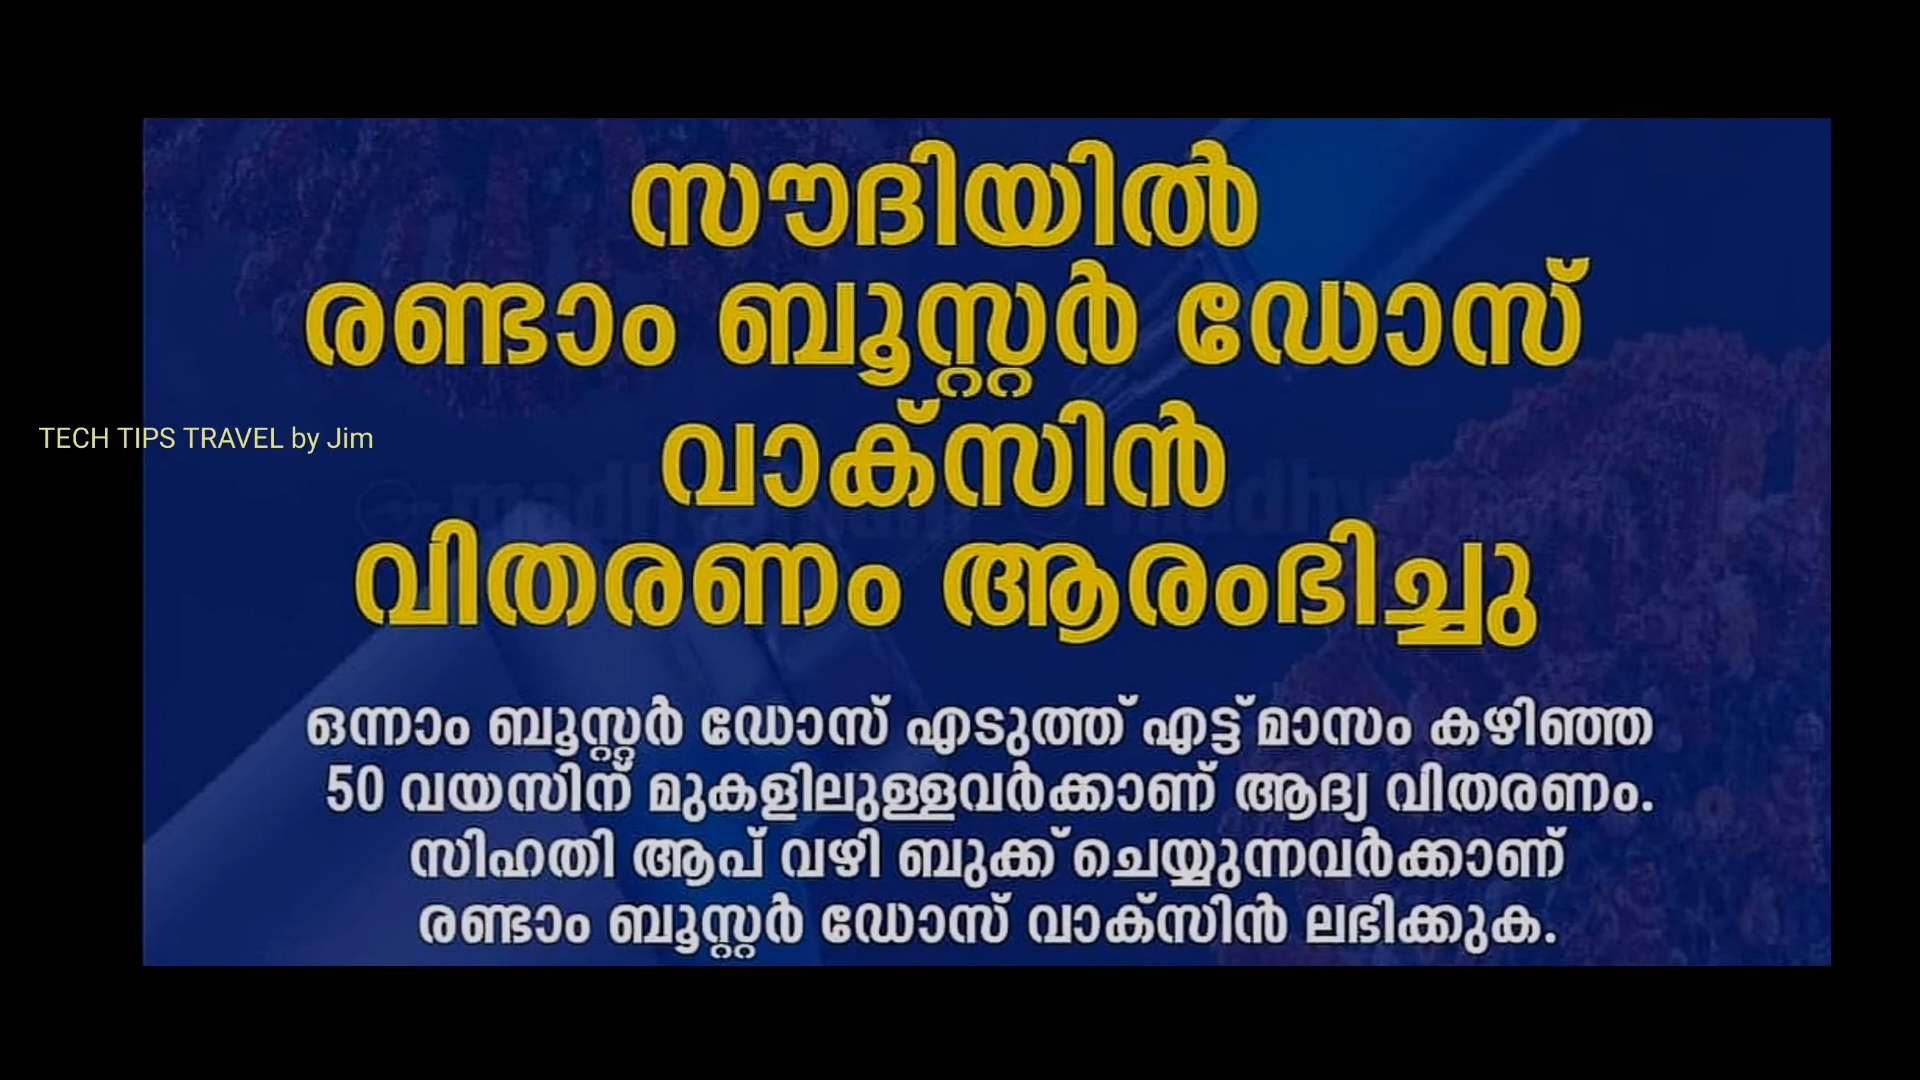 സൗദിയിൽ
രണ്ടാം ബൂസ്റ്റർ ഡോസ്
TECH TIPS TRAVEL by Jim
വാക്സിൻ
വിതരണം ആരംഭിച്ചു
ഒന്നാം ബൂസ്റ്റർ ഡോസ് എടുത്ത് എട്ട് മാസം കഴിഞ്ഞ
50 വയസിന് മുകളിലുള്ളവർക്കാണ് ആദ്യ വിതരണം.
സിഹതി ആപ് വഴി ബുക്ക് ചെയ്യുന്നവർക്കാണ്
രണ്ടാം ബൂസ്റ്റർ ഡോസ് വാക്സിൻ ലഭിക്കുക.